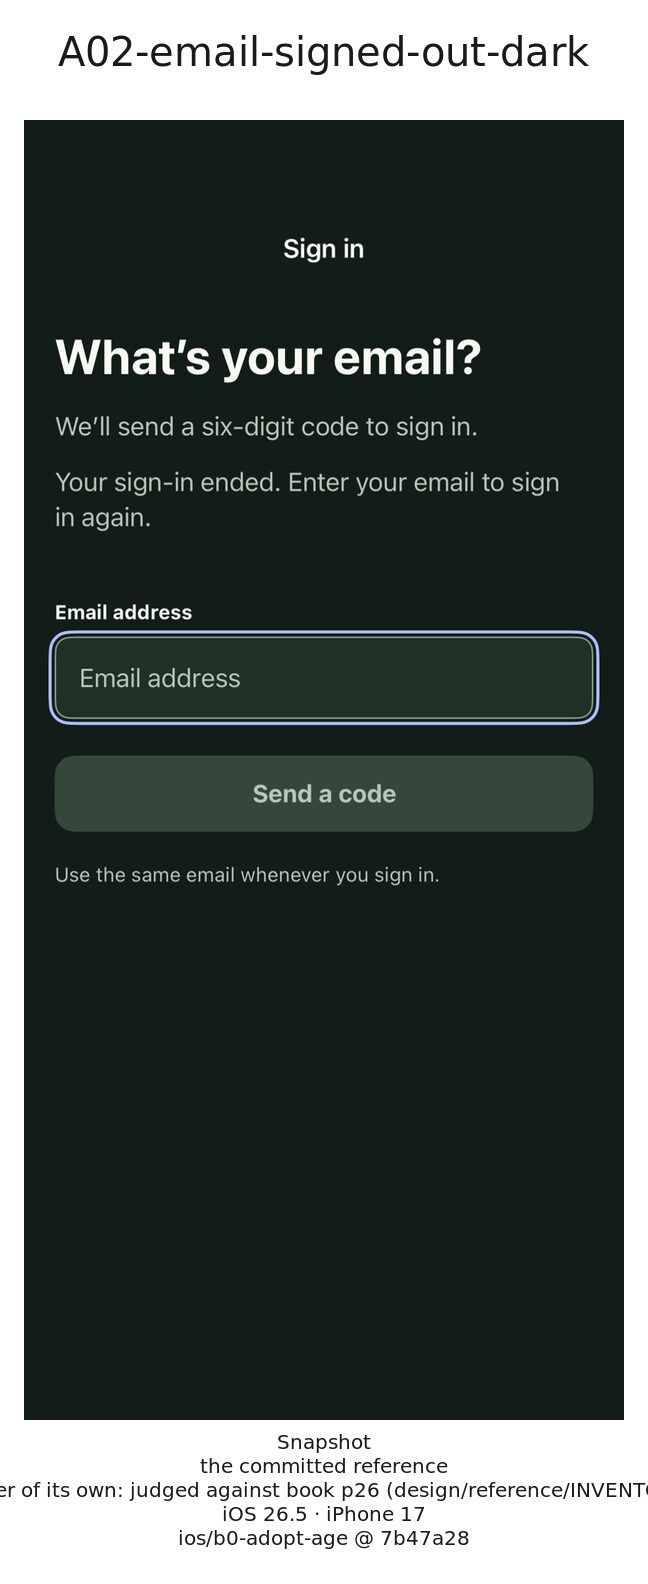 A02-email-signed-out-dark
Sign in
What’s your email?
We’ll send a six-digit code to sign in.
Your sign-in ended. Enter your email to sign
in again.
Email address
Email address
Send a code
Use the same email whenever you sign in.
Snapshot
the committed reference
of its own: judged against book p26 (design/reference/
iOS 26.5 · iPhone 17
ios/b0-adopt-age @ 7b47a28